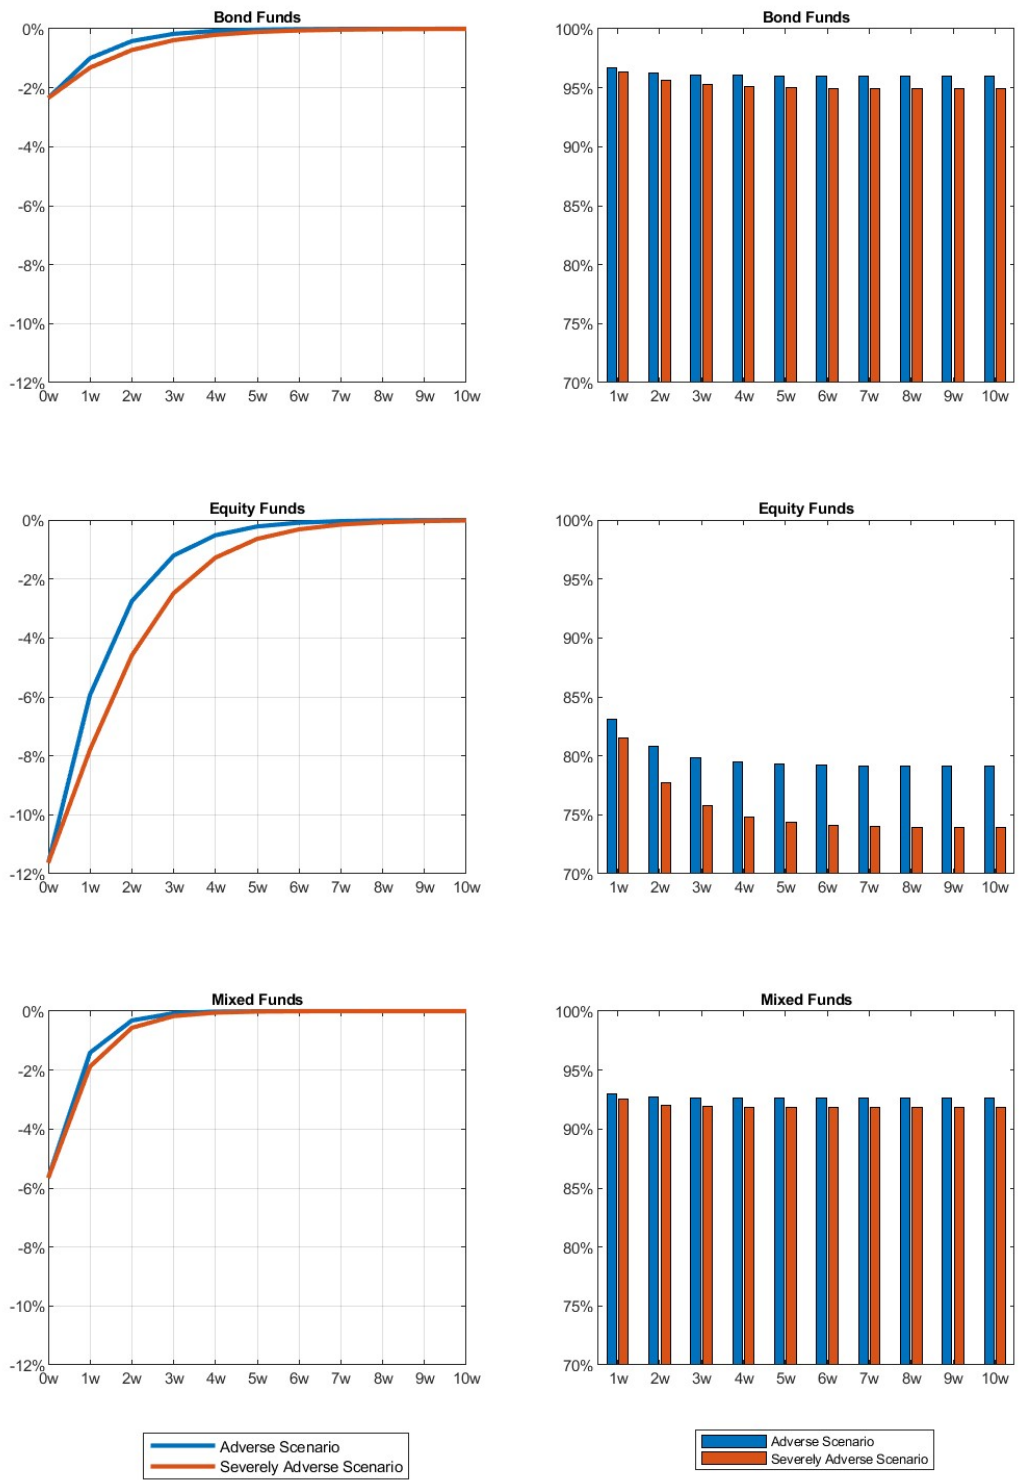 Bond Funds
0%
-2%
-4%
-6%
-8%
-10%
-12%
0w 1w 2w 3w 4w 5w 6w 7w 8w 9w 10w
Bond Funds
100%
95%
90%
85%
80%
75%
70%
1w 2w 3w 4w 5w 6w 7w 8w 9w 10w
Equity Funds
0%
-2%
-4%
-6%
-8%
-10%
-12%
0w 1w 2w 3w 4w 5w 6w 7w 8w 9w 10w
Equity Funds
100%
95%
90%
85%
80%
75%
70%
1w 2w 3w 4w 5w 6w 7w 8w 9w 10w
Mixed Funds
0%
-2%
-4%
-6%
-8%
-10%
-12%
0w 1w 2w 3w 4w 5w 6w 7w 8w 9w 10w
Mixed Funds
100%
95%
90%
85%
80%
75%
70%
1w 2w 3w 4w 5w 6w 7w 8w 9w 10w
Adverse Scenario
Severely Adverse Scenario
Adverse Scenario
Severely Adverse Scenario